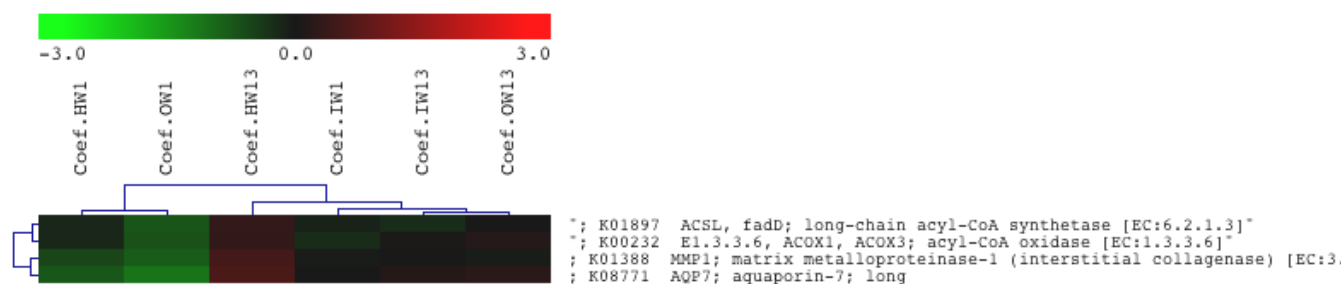 -3.0 0.0 3.0
Coef.HW1 Coef.OW1 Coef.HW13 Coef.IW1 Coef.IW13 Coef.OW13
"; K01897 ACSL, fadD; long-chain acyl-CoA synthetase [EC:6.2.1.3]"
"; K00232 E1.3.3.6, ACOX1, ACOX3; acyl-CoA oxidase [EC:1.3.3.6]"
; K01388 MMP1; matrix metalloproteinase-1 (interstitial collagenase) [EC:3.
; K08771 AQP7; aquaporin-7; long